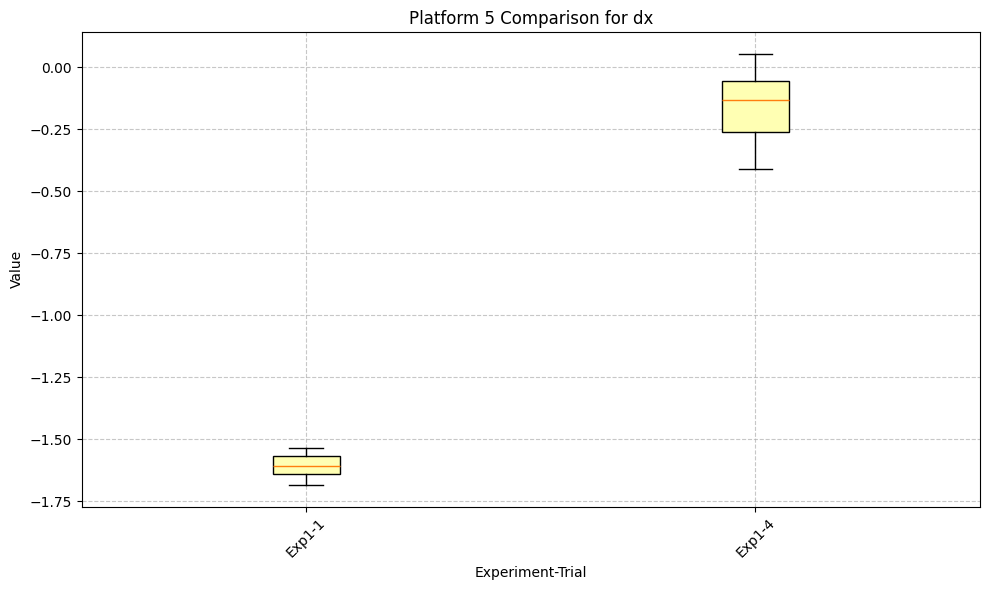 Platform 5 Comparison for dx
0.00
−0.25
−0.50
−0.75
−1.00
−1.25
−1.50
−1.75
Value
Exp1-1
Exp1-4
Experiment-Trial